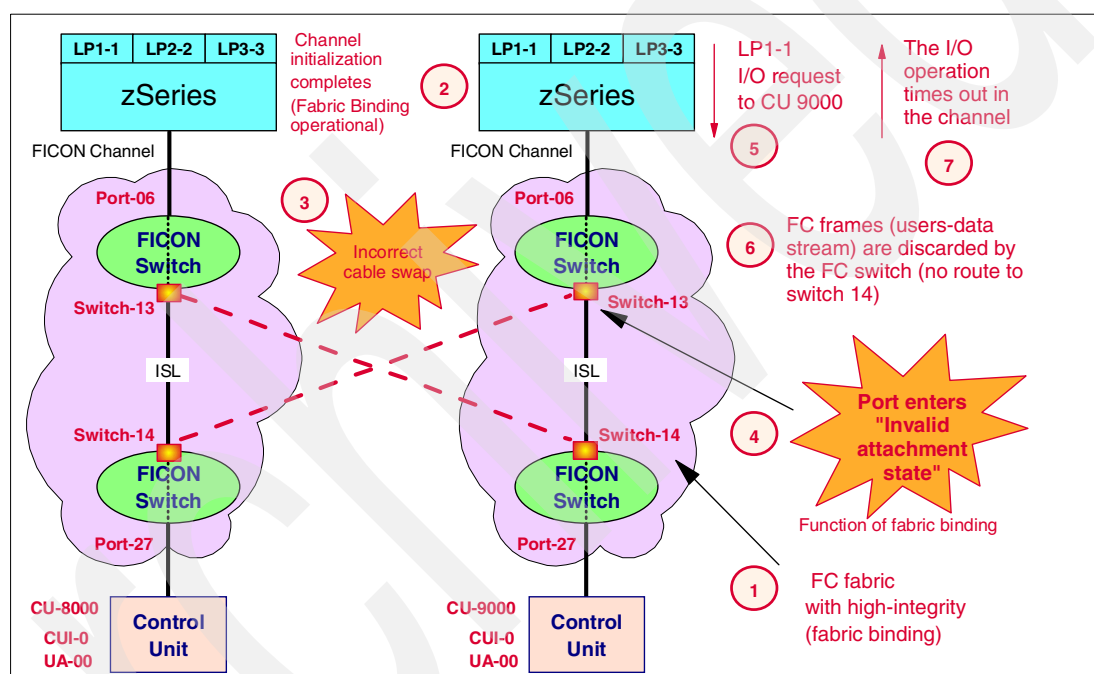 LP1-1 LP2-2 LP3-3
zSeries
Channel
initialization
completes
(Fabric Binding
operational)
2
LP1-1 LP2-2 LP3-3
zSeries
LP1-1
I/O request
to CU 9000
5
The I/O
operation
times out in
the channel
7
FICON Channel
Port-06
FICON
Switch
Switch-13
ISL
Switch-14
FICON
Switch
Port-27
CU-8000
CUI-0
UA-00
Control
Unit
3
Incorrect
cable swap
FICON Channel
Port-06
FICON
Switch
Switch-13
ISL
Switch-14
FICON
Switch
Port-27
CU-9000
CUI-0
UA-00
Control
Unit
6
FC frames (users-data
stream) are discarded by
the FC switch (no route to
switch 14)
4
Port enters
"Invalid
attachment
state"
Function of fabric binding
1
FC fabric
with high-integrity
(fabric binding)